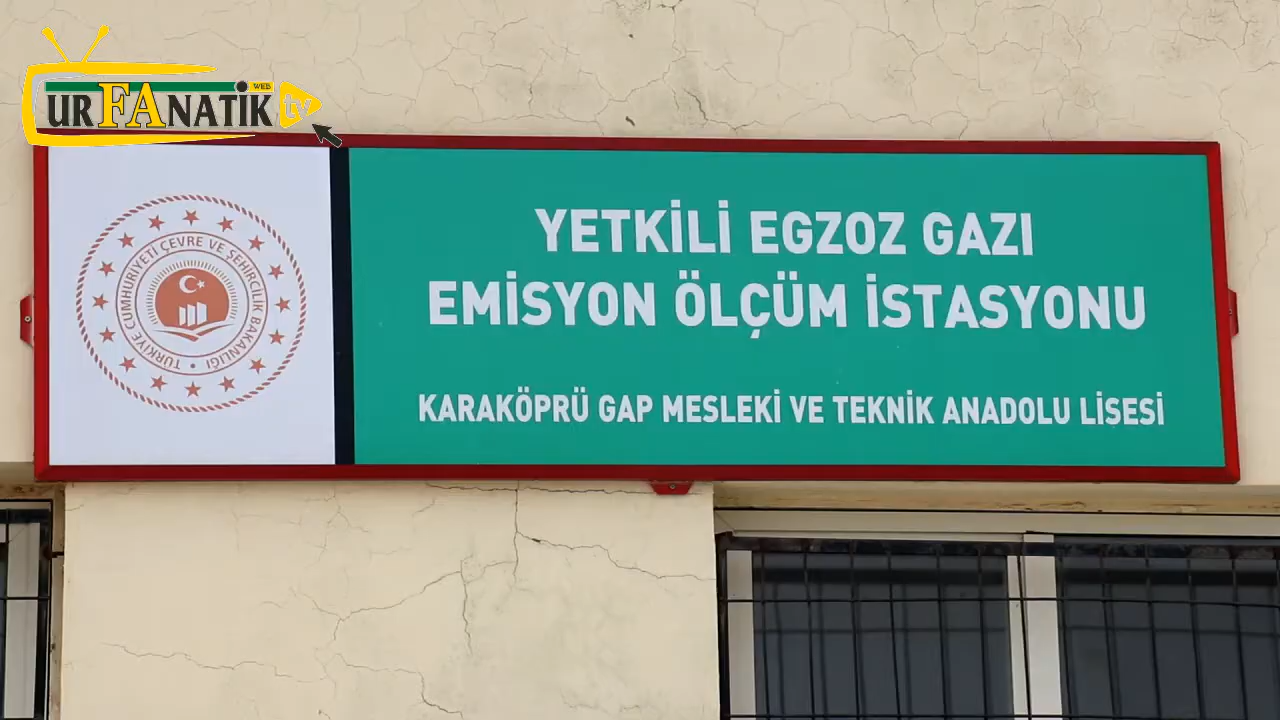 URFANATİK
WEB
tv
YETKİLİ EGZOZ GAZI
EMİSYON ÖLÇÜM İSTASYONU
KARAKÖPRÜ GAP MESLEKİ VE TEKNİK ANADOLU LİSESİ
TÜRKİYE CUMHURİYETİ ÇEVRE VE ŞEHİRCİLİK BAKANLIĞI